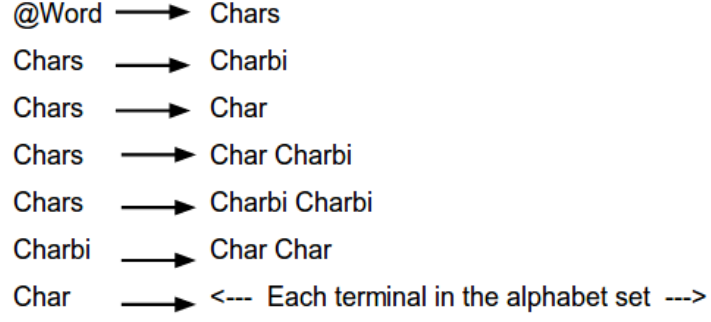 @Word ⟶ Chars
Chars ⟶ Charbi
Chars ⟶ Char
Chars ⟶ Char Charbi
Chars ⟶ Charbi Charbi
Charbi ⟶ Char Char
Char ⟶ <--- Each terminal in the alphabet set --->